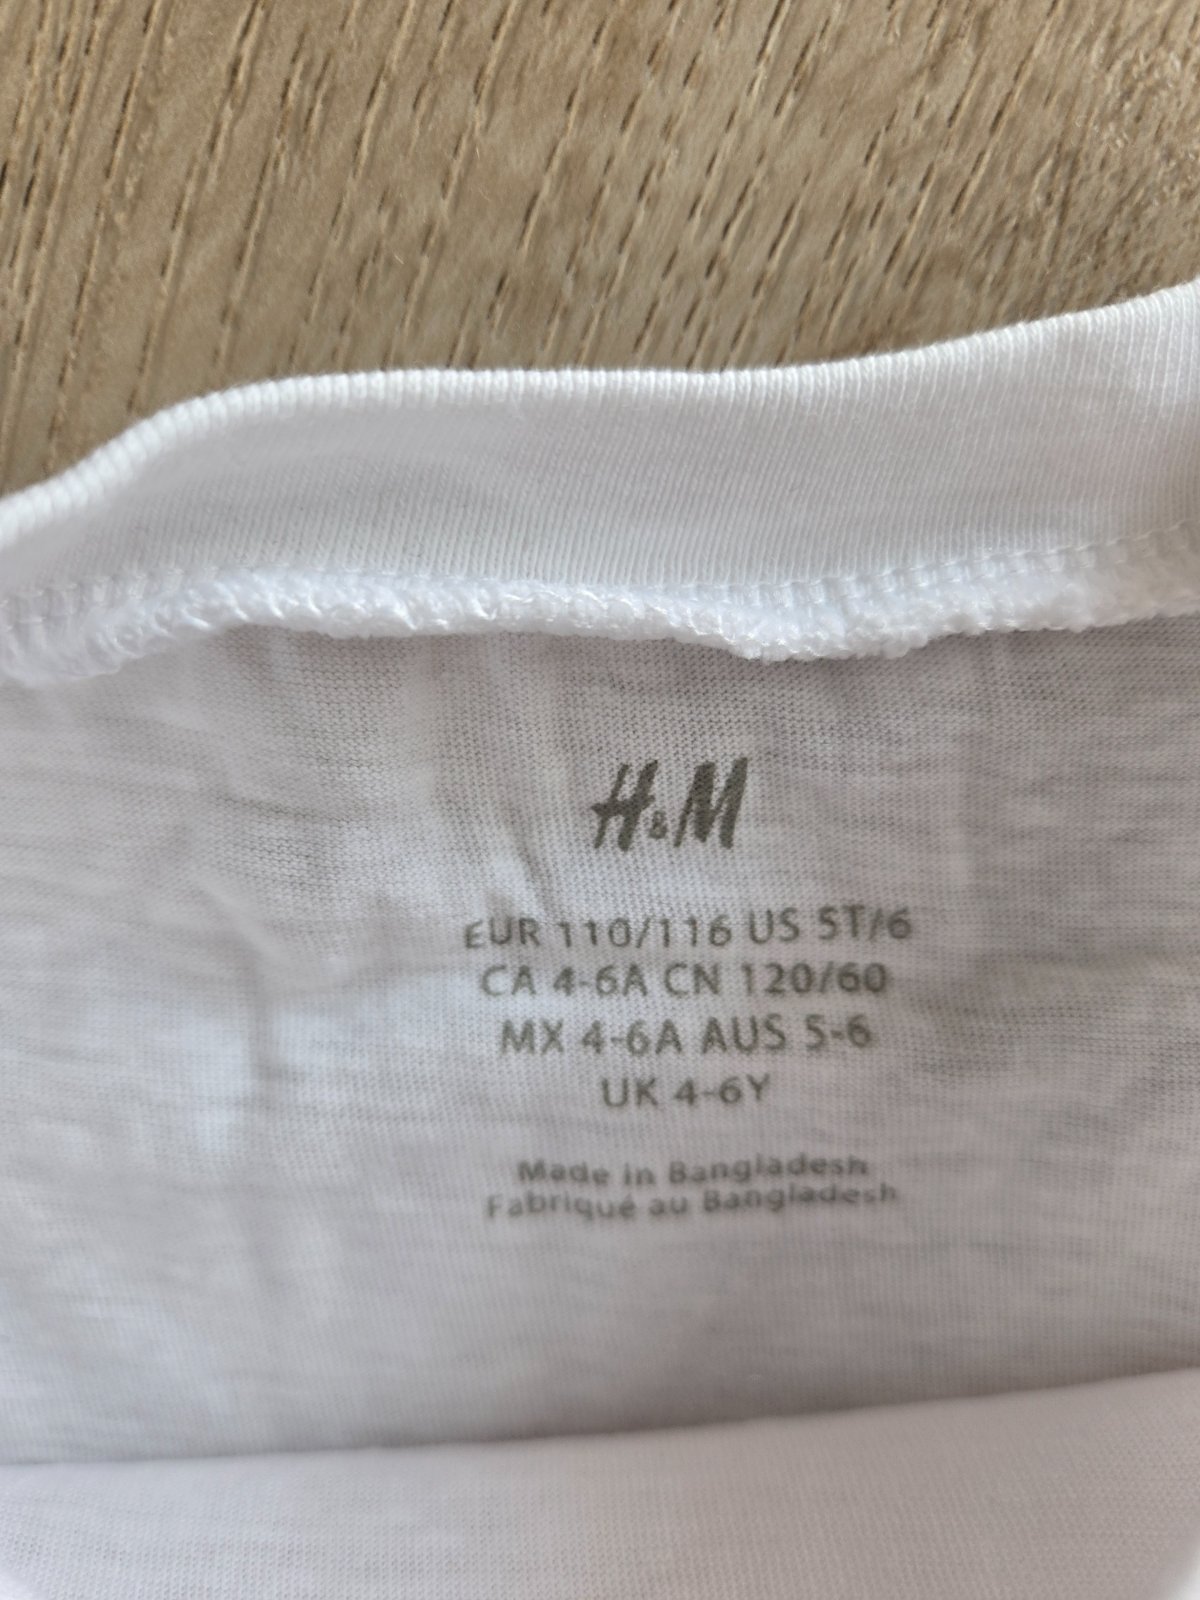 H&M
EUR 110/116 US 5T/6
CA 4-6A CN 120/60
MX 4-6A AUS 5-6
UK 4-6Y
Made in Bangladesh
Fabriqué au Bangladesh